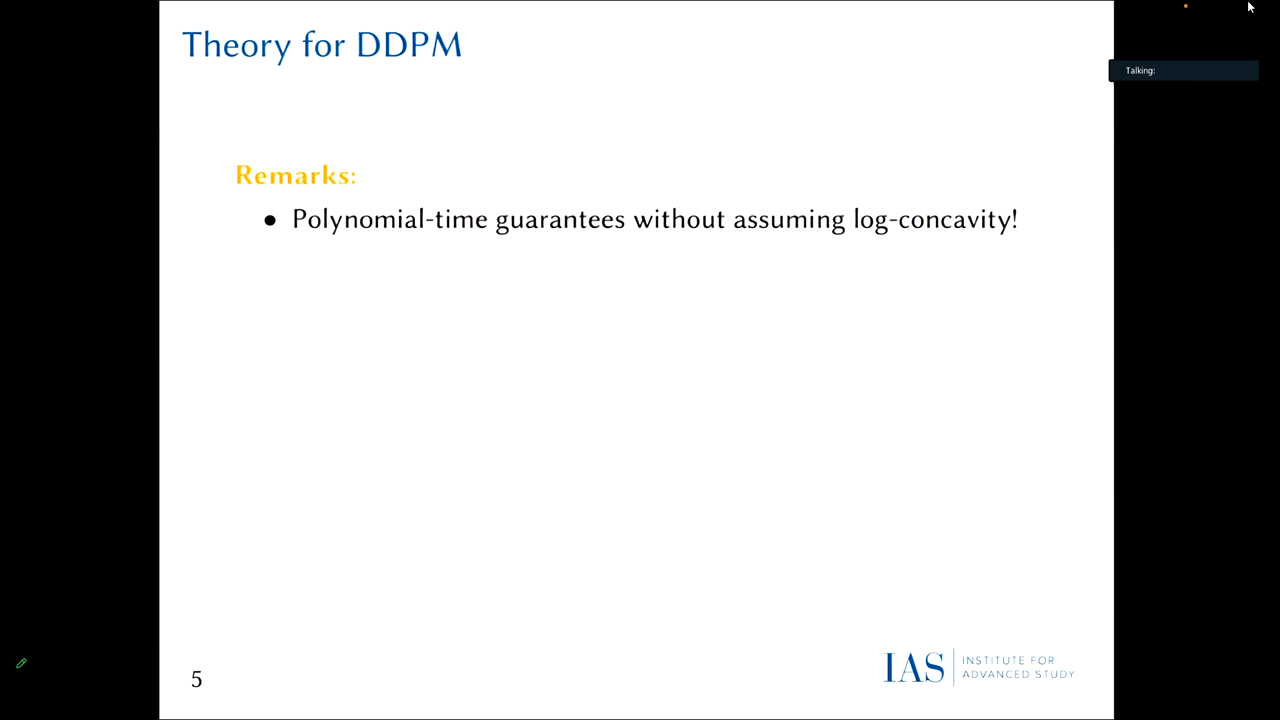 Theory for DDPM
Talking:
Remarks:
● Polynomial-time guarantees without assuming log-concavity!
5
IAS
INSTITUTE FOR
ADVANCED STUDY